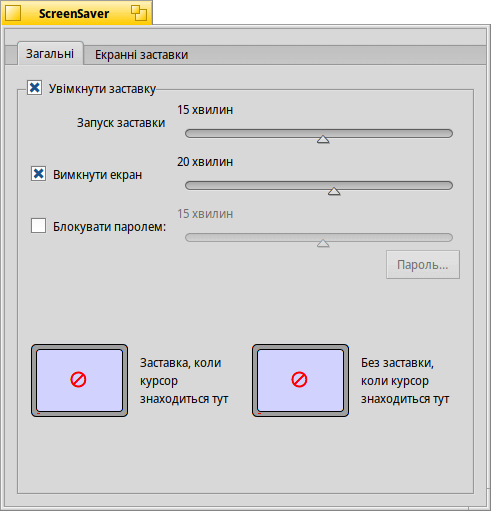 ScreenSaver
Загальні
Екранні заставки
Увімкнути заставку
15 хвилин
Запуск заставки
20 хвилин
Вимкнути екран
15 хвилин
Блокувати паролем:
Пароль...
Заставка, коли
курсор
знаходиться тут
Без заставки,
коли курсор
знаходиться тут